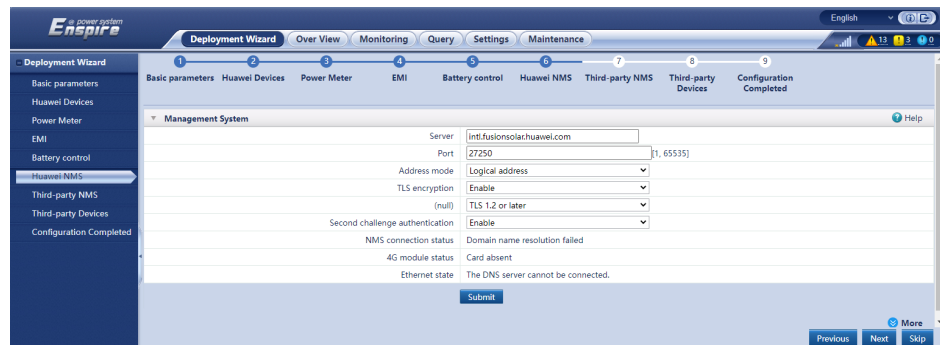 e power system
Enspire
English
Deployment Wizard Over View Monitoring Query Settings Maintenance
13 3 0
Deployment Wizard
Basic parameters
Huawei Devices
Power Meter
EMI
Battery control
Huawei NMS
Third-party NMS
Third-party Devices
Configuration Completed
1 2 3 4 5 6 7 8 9
Basic parameters Huawei Devices Power Meter EMI Battery control Huawei NMS Third-party NMS Third-party Devices Configuration Completed
Management System Help
Server intl.fusionsolar.huawei.com
Port 27250 [1, 65535]
Address mode Logical address
TLS encryption Enable
(null) TLS 1.2 or later
Second challenge authentication Enable
NMS connection status Domain name resolution failed
4G module status Card absent
Ethernet state The DNS server cannot be connected.
Submit
More
Previous Next Skip